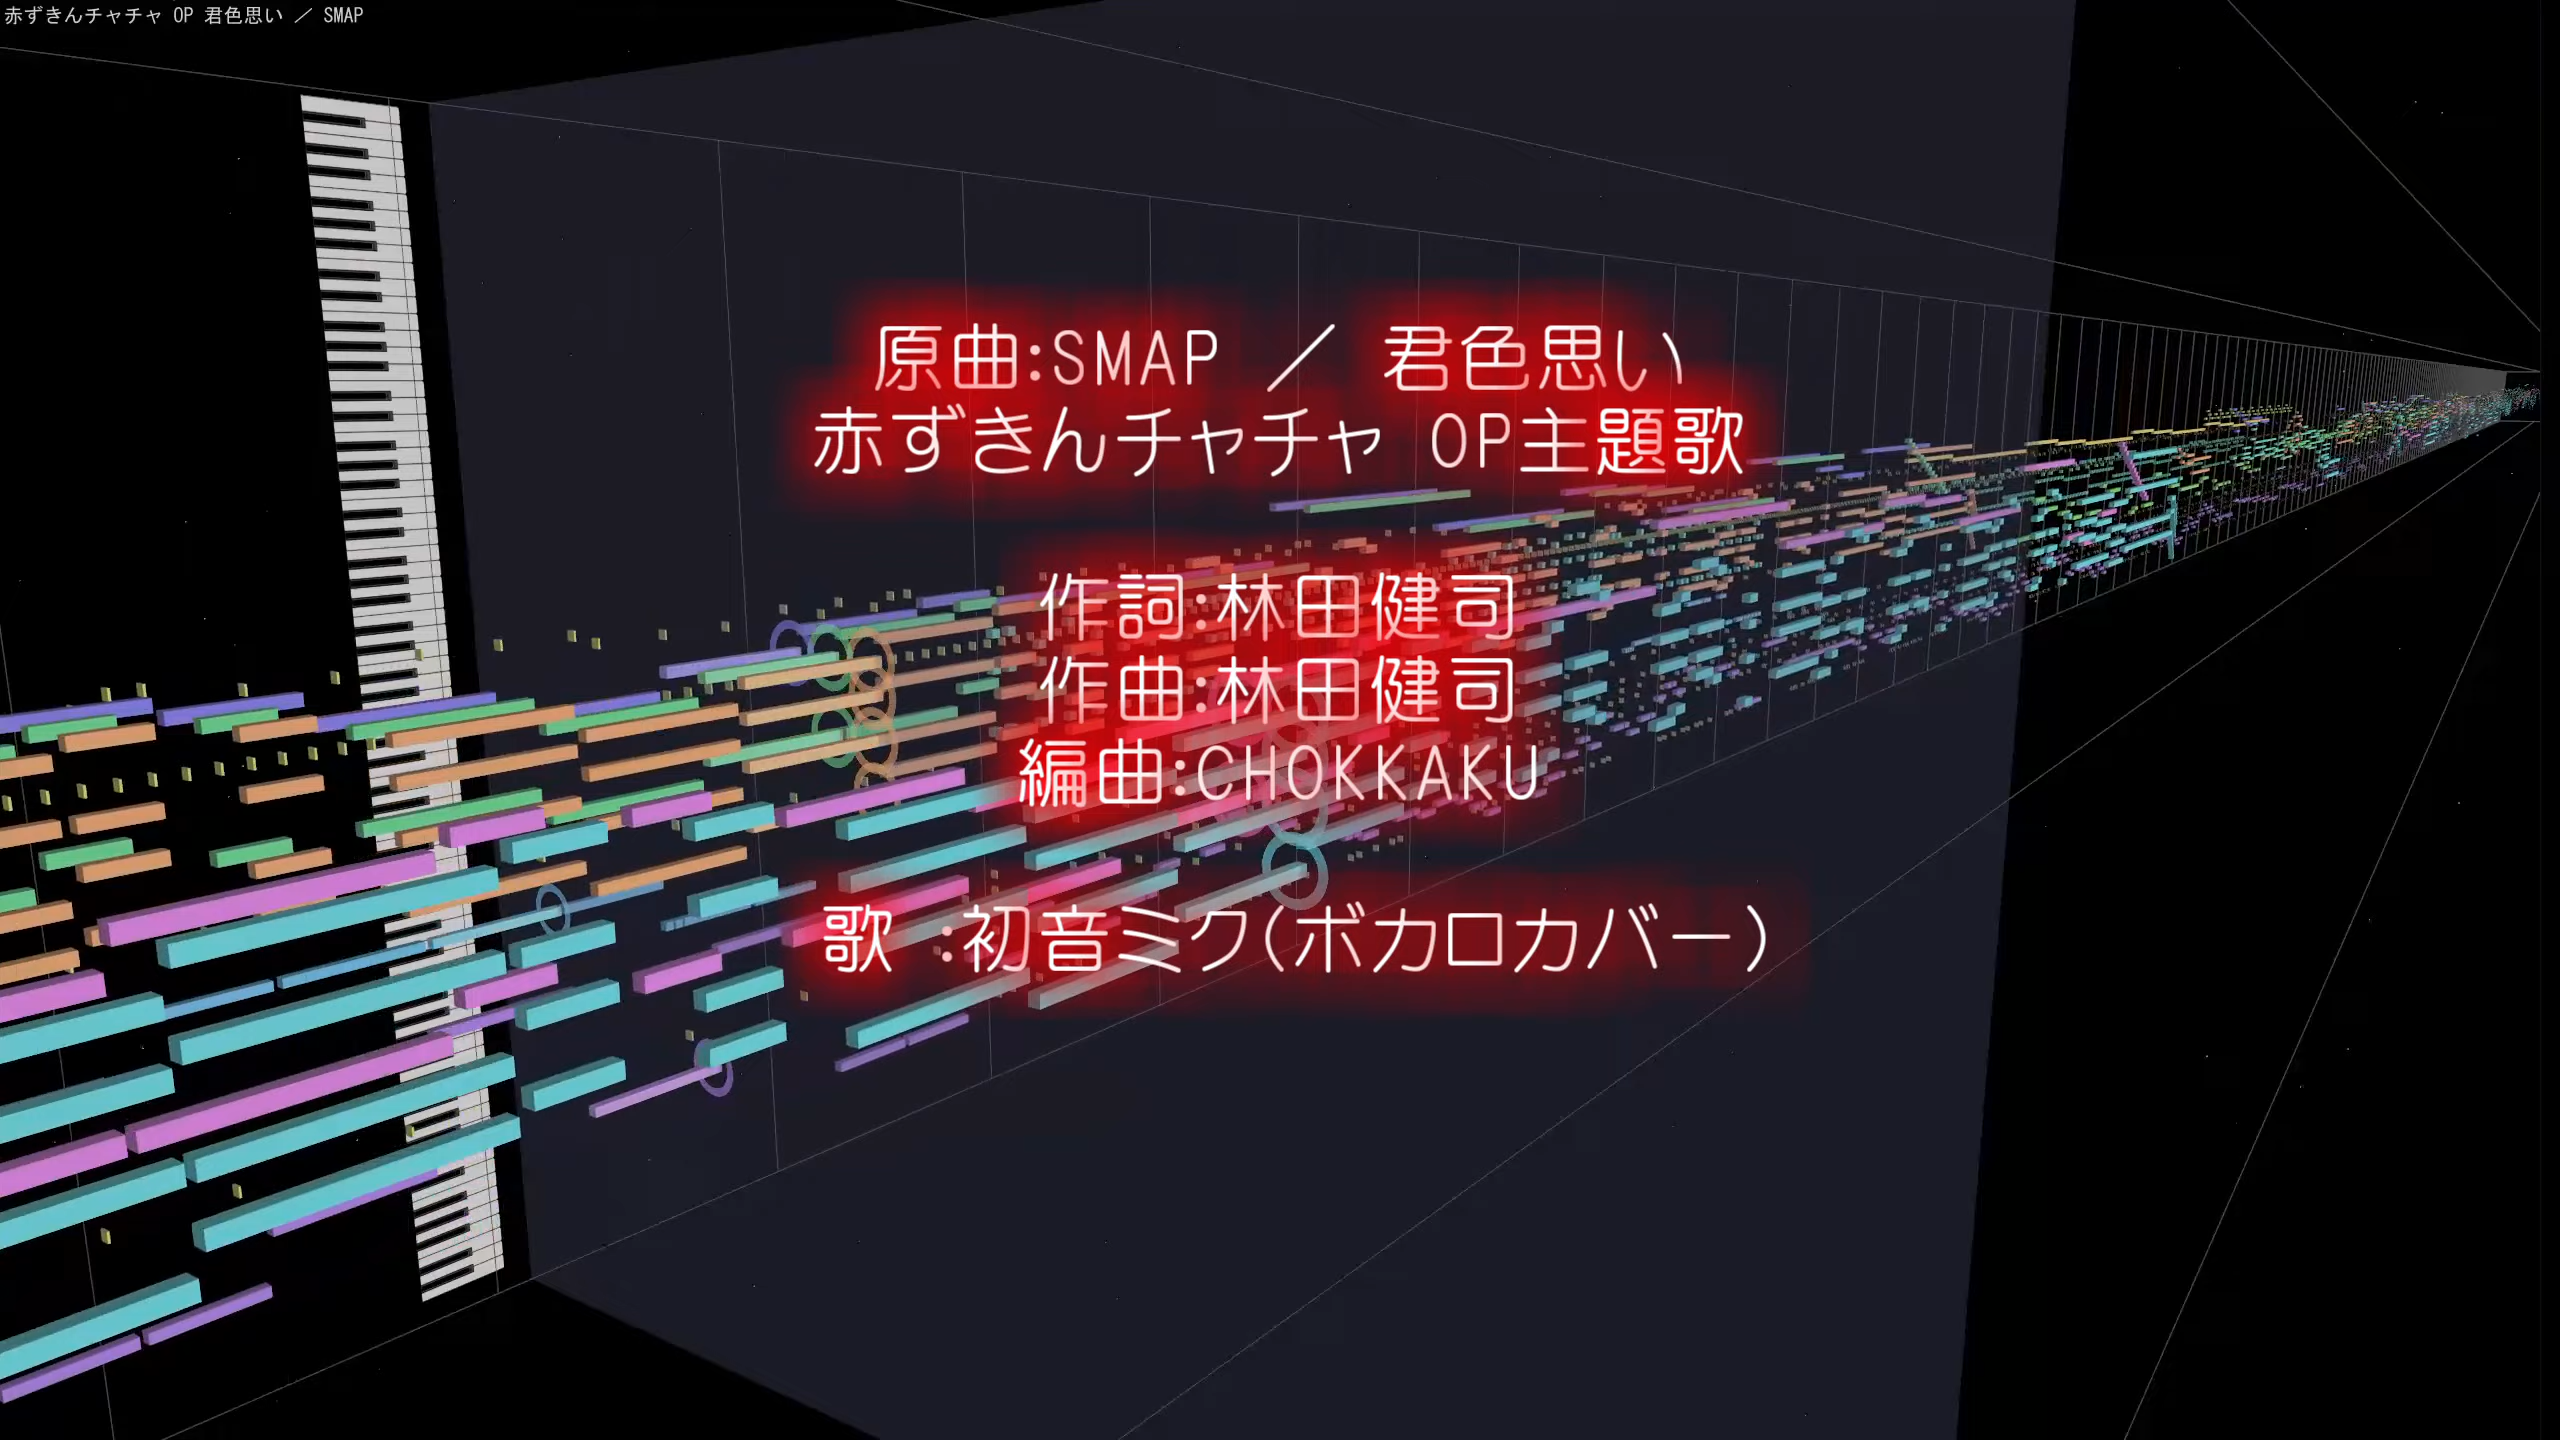 赤ずきんチャチャ OP 君色思い ／ SMAP
原曲:SMAP ／ 君色思い
赤ずきんチャチャ OP主題歌
作詞:林田健司
作曲:林田健司
編曲:CHOKKAKU
歌 :初音ミク(ボカロカバー)